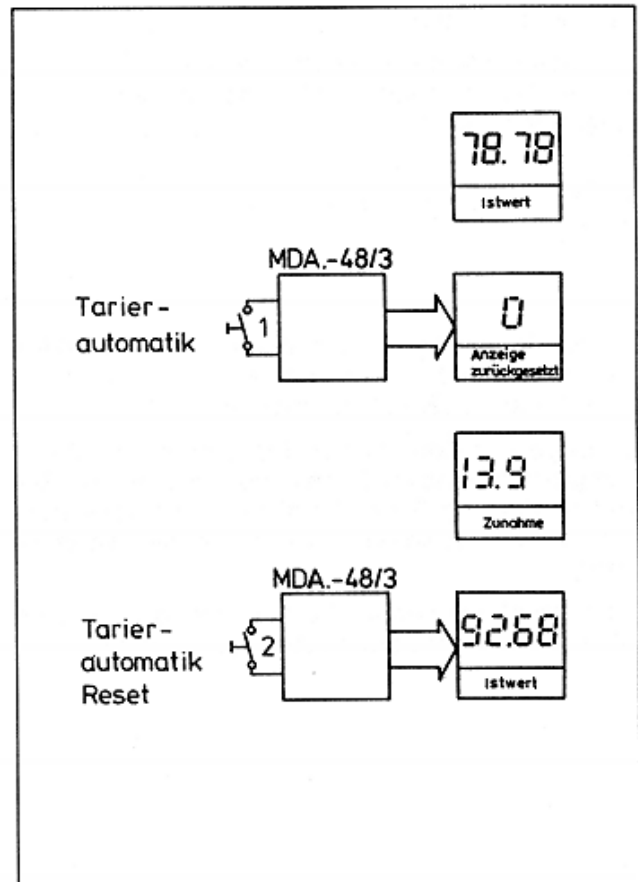 78.78
Istwert
MDA.-48/3
Tarier-
automatik
1
0
Anzeige
zurückgesetzt
13.9
Zunahme
MDA.-48/3
Tarier-
automatik
Reset
2
92.68
Istwert